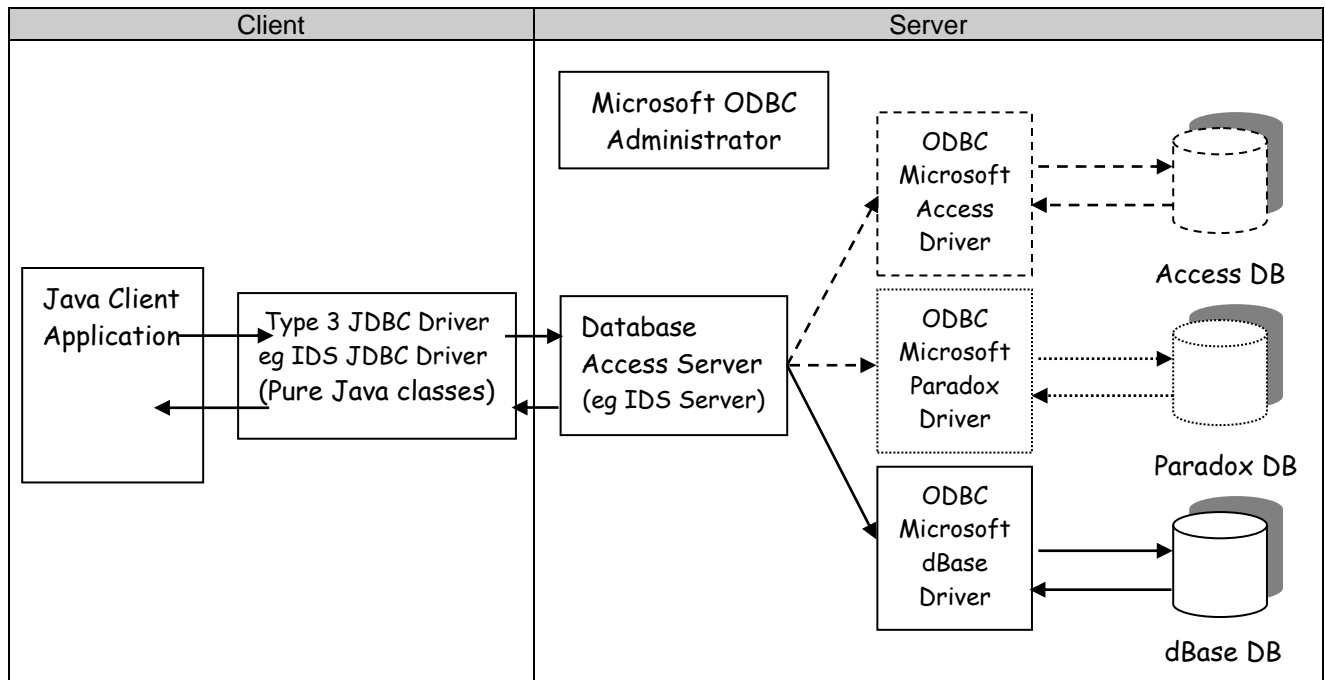 Client
Server
Microsoft ODBC
Administrator
ODBC
Microsoft
Access
Driver
Access DB
Java Client
Application
Type 3 JDBC Driver
eg IDS JDBC Driver
(Pure Java classes)
Database
Access Server
(eg IDS Server)
ODBC
Microsoft
Paradox
Driver
Paradox DB
ODBC
Microsoft
dBase
Driver
dBase DB